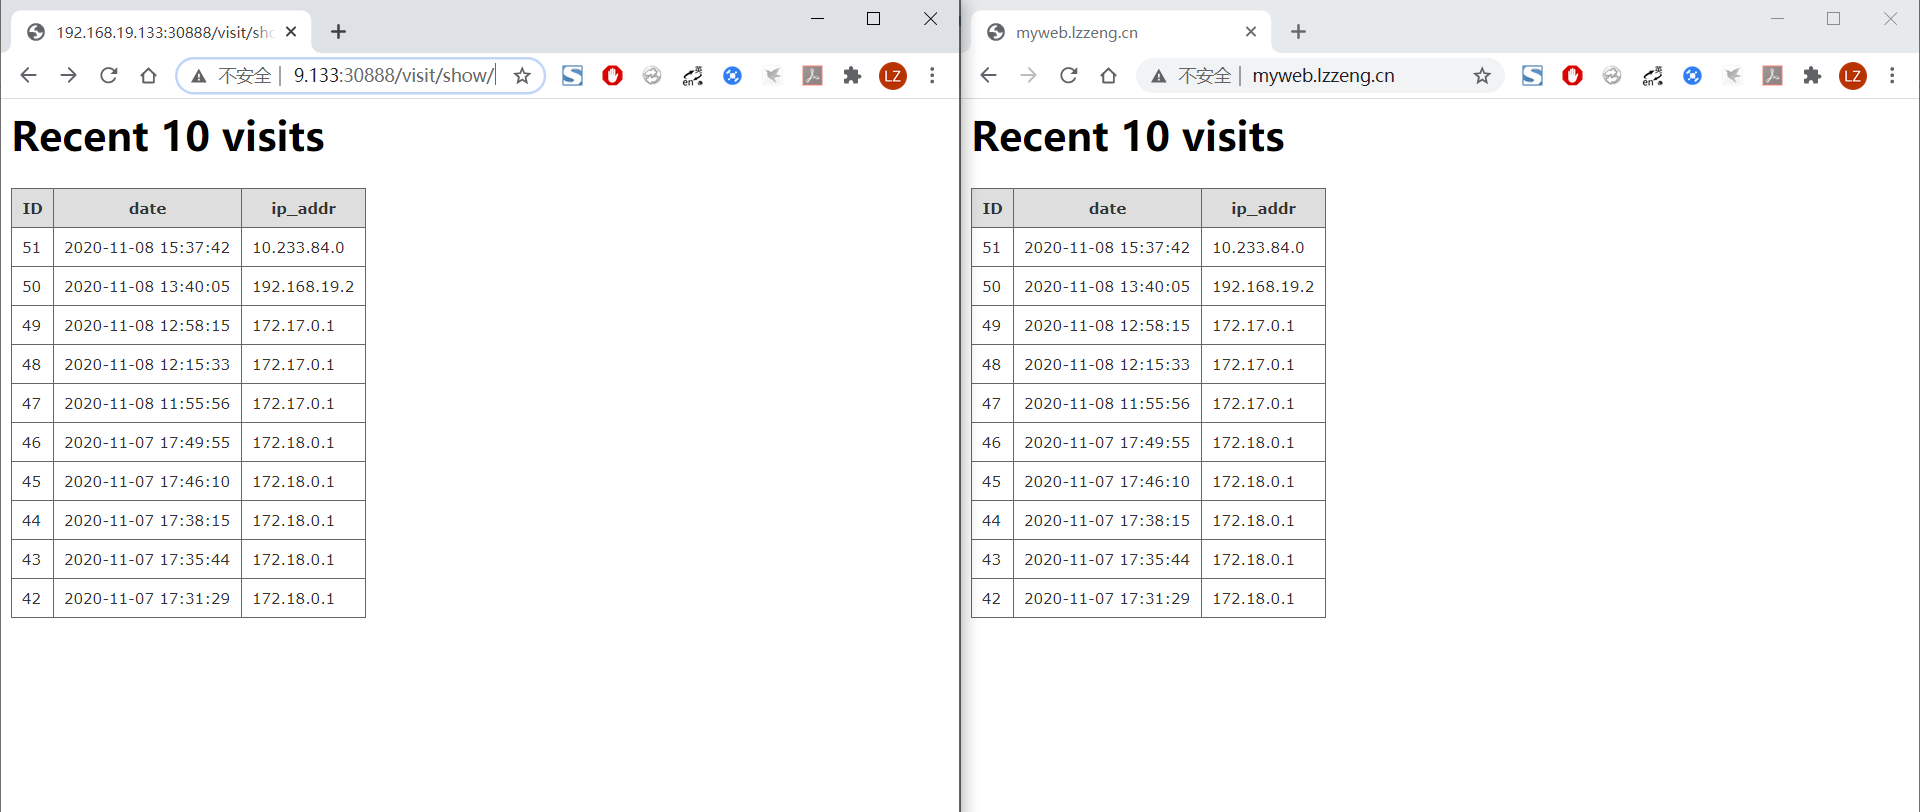 192.168.19.133:30888/visit/sho
不安全 9.133:30888/visit/show/
en英
LZ
Recent 10 visits
ID date ip_addr
51 2020-11-08 15:37:42 10.233.84.0
50 2020-11-08 13:40:05 192.168.19.2
49 2020-11-08 12:58:15 172.17.0.1
48 2020-11-08 12:15:33 172.17.0.1
47 2020-11-08 11:55:56 172.17.0.1
46 2020-11-07 17:49:55 172.18.0.1
45 2020-11-07 17:46:10 172.18.0.1
44 2020-11-07 17:38:15 172.18.0.1
43 2020-11-07 17:35:44 172.18.0.1
42 2020-11-07 17:31:29 172.18.0.1
myweb.lzzeng.cn
不安全 myweb.lzzeng.cn
en英
LZ
Recent 10 visits
ID date ip_addr
51 2020-11-08 15:37:42 10.233.84.0
50 2020-11-08 13:40:05 192.168.19.2
49 2020-11-08 12:58:15 172.17.0.1
48 2020-11-08 12:15:33 172.17.0.1
47 2020-11-08 11:55:56 172.17.0.1
46 2020-11-07 17:49:55 172.18.0.1
45 2020-11-07 17:46:10 172.18.0.1
44 2020-11-07 17:38:15 172.18.0.1
43 2020-11-07 17:35:44 172.18.0.1
42 2020-11-07 17:31:29 172.18.0.1